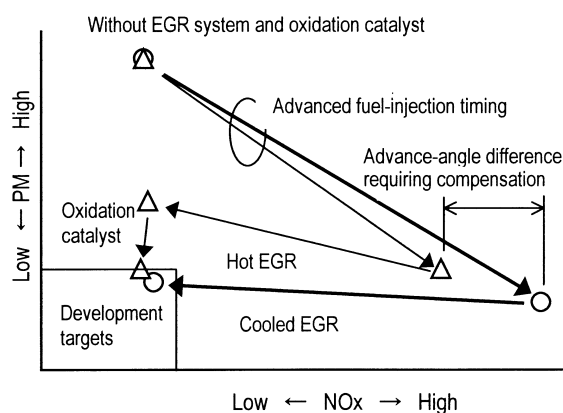 Without EGR system and oxidation catalyst
Advanced fuel-injection timing
Advance-angle difference
requiring compensation
Oxidation
catalyst
Hot EGR
Development
targets
Cooled EGR
Low ← PM → High
Low ← NOx → High